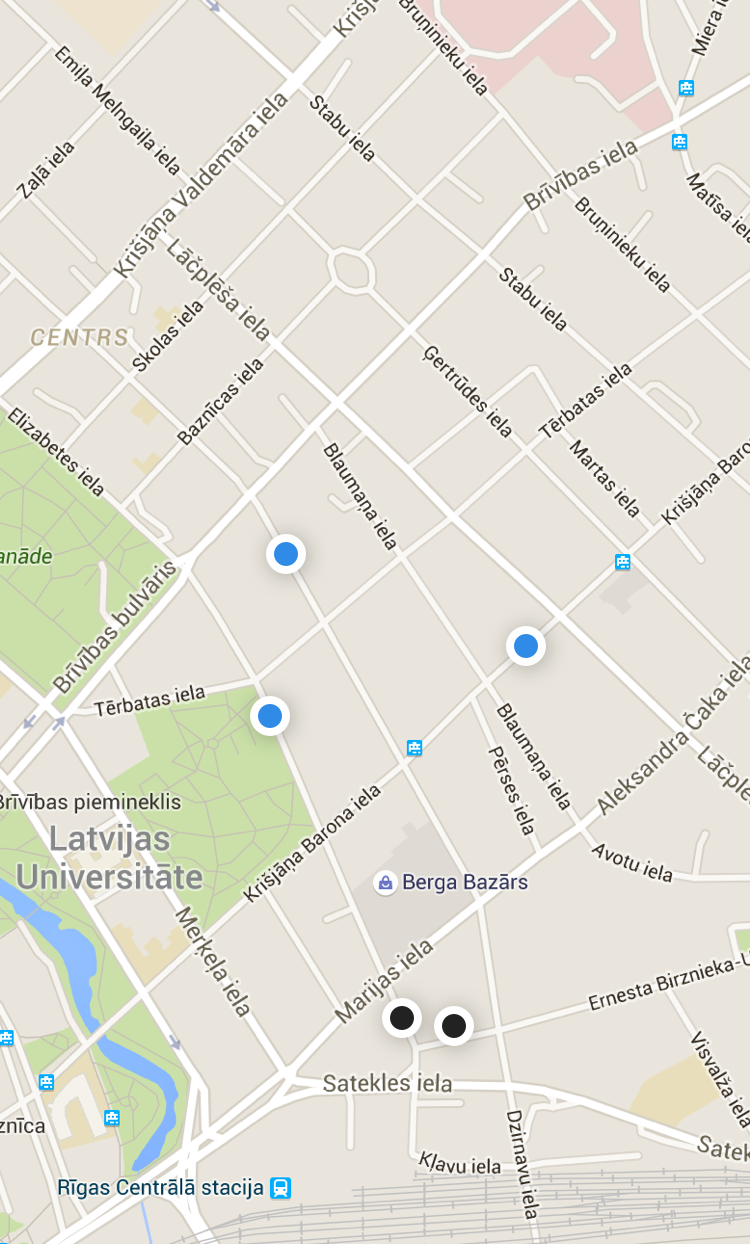 Krišj
Bruņinieku iela
Miera i
Emiļa Melngaiļa iela
Stabu iela
Zaļā iela
Krišjāņa Valdemāra iela
Brīvības iela
Matīsa iela
Bruņinieku iela
Lāčplēša iela
Stabu iela
CENTRS
Skolas iela
Baznīcas iela
Ģertrūdes iela
Tērbatas iela
Elizabetes iela
Blaumaņa iela
Martas iela
Krišjāņa Baro
anāde
Brīvības bulvāris
Tērbatas iela
Blaumaņa iela
Pērses iela
Aleksandra Čaka iela
Lāčplē
Brīvības piemineklis
Latvijas
Universitāte
Krišjāņa Barona iela
Avotu iela
Berga Bazārs
Merķeļa iela
Marijas iela
Ernesta Birznieka-U
Satekles iela
Visvalža iela
znīca
Dzirnavu iela
Satek
Kļavu iela
Rīgas Centrālā stacija